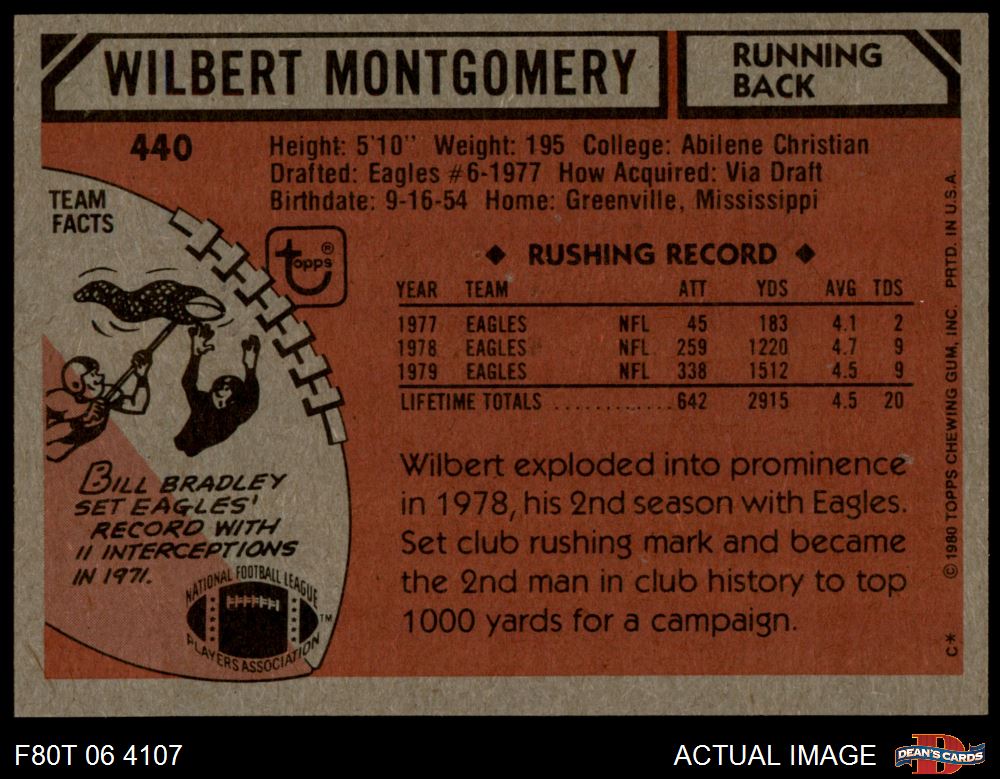 WILBERT MONTGOMERY
RUNNING
BACK
440
Height: 5'10" Weight: 195 College: Abilene Christian
Drafted: Eagles #6-1977 How Acquired: Via Draft
Birthdate: 9-16-54 Home: Greenville, Mississippi
TEAM
FACTS
topps®
◆ RUSHING RECORD ◆
YEAR TEAM ATT YDS AVG TDS
1977 EAGLES NFL 45 183 4.1 2
1978 EAGLES NFL 259 1220 4.7 9
1979 EAGLES NFL 338 1512 4.5 9
LIFETIME TOTALS ............ 642 2915 4.5 20
BILL BRADLEY
SET EAGLES'
RECORD WITH
11 INTERCEPTIONS
IN 1971.
NATIONAL FOOTBALL LEAGUE
PLAYERS ASSOCIATION
TM
Wilbert exploded into prominence
in 1978, his 2nd season with Eagles.
Set club rushing mark and became
the 2nd man in club history to top
1000 yards for a campaign.
C* © 1980 TOPPS CHEWING GUM, INC. PRTD. IN U.S.A.
F80T 06 4107
ACTUAL IMAGE
D
DEAN'S CARDS